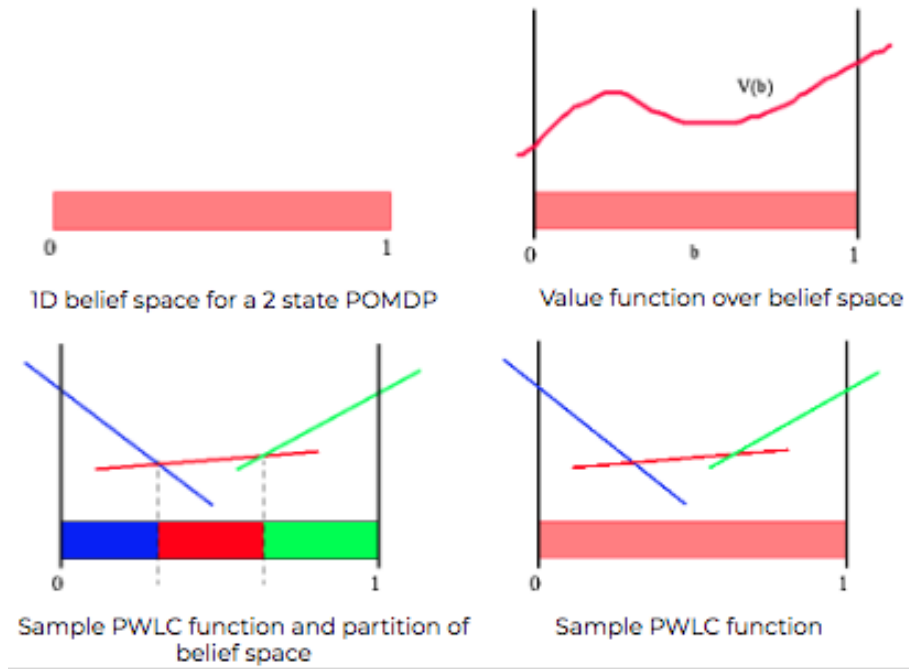 0 1
1D belief space for a 2 state POMDP
V(b)
0 b 1
Value function over belief space
0 1
Sample PWLC function and partition of
belief space
0 1
Sample PWLC function